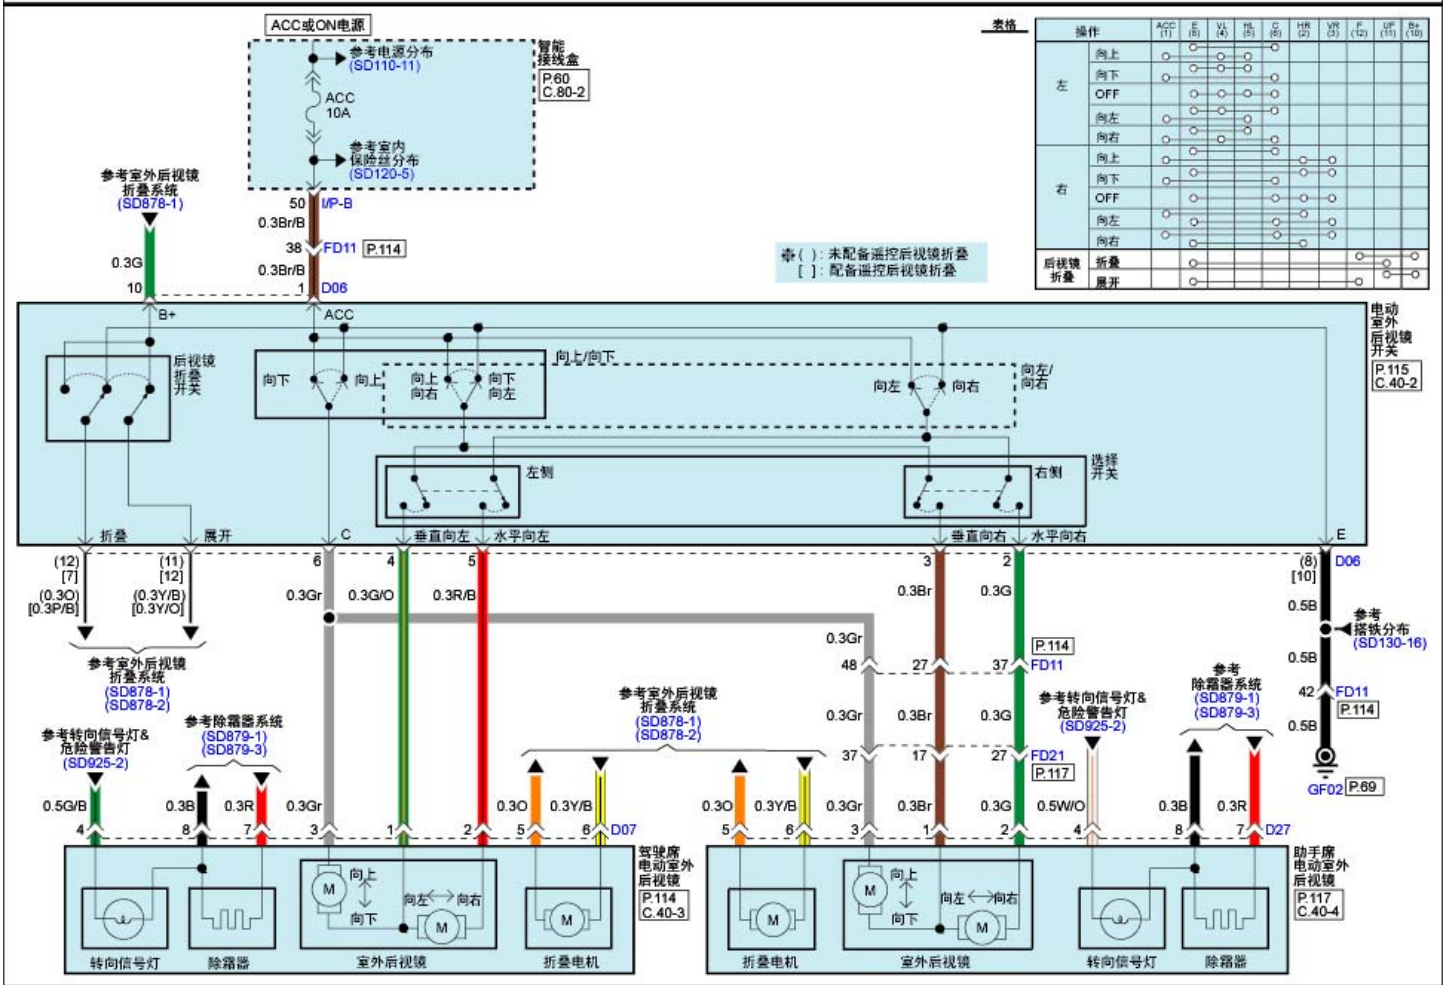 ACC或ON电源
智能
接线盒
P.60
C.80-2
参考电源分布
(SD110-11)
ACC
10A
参考室内
保险丝分布
(SD120-5)
参考室外后视镜
折叠系统
(SD878-1)
50 I/P-B
0.3Br/B
38 FD11 P.114
0.3G
0.3Br/B
10
1 D06
※( ): 未配备遥控后视镜折叠
[ ]: 配备遥控后视镜折叠
表格
操作
ACC E VL HL C HR VR F UF B+
(1) (8) (4) (5) (6) (2) (3) (12) (11) (10)
左
向上
向下
OFF
向左
向右
右
向上
向下
OFF
向左
向右
后视镜
折叠
折叠
展开
B+
ACC
电动
室外
后视镜
开关
P.115
C.40-2
后视镜
折叠
开关
向上/向下
向下
向上
向上
向右
向下
向左
向左
向右
向左/
向右
左侧
右侧
选择
开关
折叠
展开
C
垂直向左
水平向左
垂直向右
水平向右
E
(12)
[7]
(11)
[12]
6
4
5
3
2
(8)
[10]
D06
(0.3O)
[0.3P/B]
(0.3Y/B)
[0.3Y/O]
0.3Gr
0.3G/O
0.3R/B
0.3Br
0.3G
0.5B
参考
搭铁分布
(SD130-16)
参考室外后视镜
折叠系统
(SD878-1)
(SD878-2)
0.3Gr
P.114
48
27
37 FD11
0.5B
42 FD11
P.114
0.5B
GF02 P.69
参考室外后视镜
折叠系统
(SD878-1)
(SD878-2)
0.3Gr
0.3Br
0.3G
37
17
27 FD21
P.117
参考转向信号灯&
危险警告灯
(SD925-2)
参考除霜器系统
(SD879-1)
(SD879-3)
参考转向信号灯&
危险警告灯
(SD925-2)
参考
除霜器系统
(SD879-1)
(SD879-3)
0.5G/B
0.3B
0.3R
0.3Gr
0.3O
0.3Y/B
0.3O
0.3Y/B
0.3Gr
0.3Br
0.3G
0.5W/O
0.3B
0.3R
4
8
7
3
1
2
5
6 D07
5
6
3
1
2
4
8
7 D27
驾驶席
电动室外
后视镜
P.114
C.40-3
助手席
电动室外
后视镜
P.117
C.40-4
M
向上
向下
向左
向右
M
M
M
M
向上
向下
向左
向右
M
转向信号灯
除霜器
室外后视镜
折叠电机
折叠电机
室外后视镜
转向信号灯
除霜器